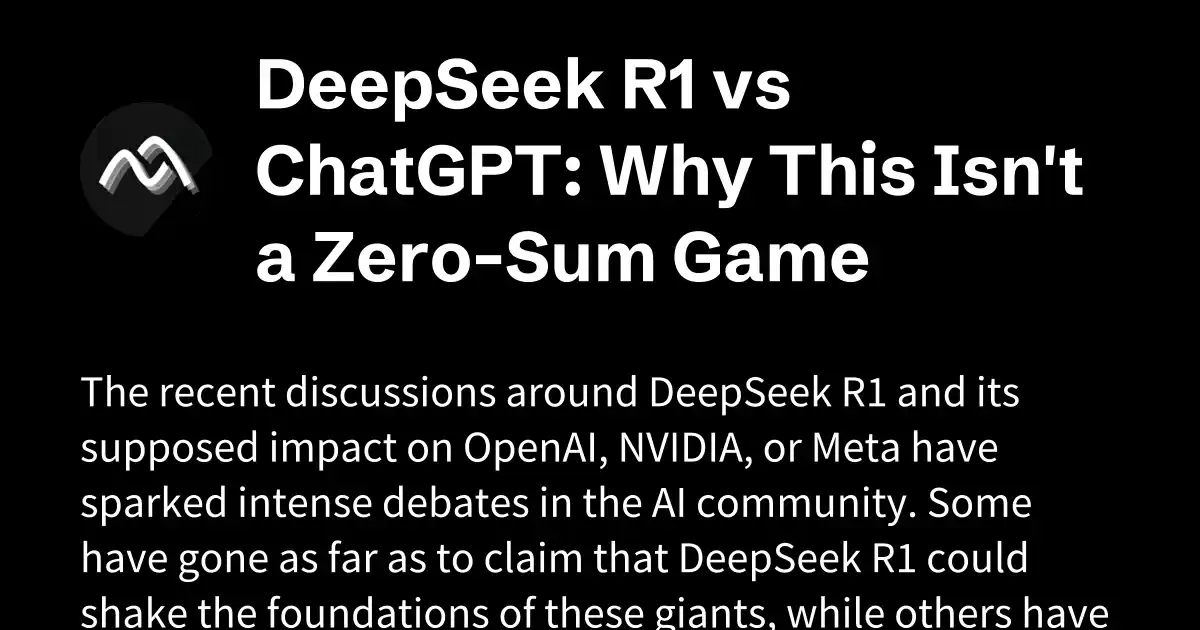 DeepSeek R1 vs
ChatGPT: Why This Isn't
a Zero-Sum Game
The recent discussions around DeepSeek R1 and its
supposed impact on OpenAI, NVIDIA, or Meta have
sparked intense debates in the AI community. Some
have gone as far as to claim that DeepSeek R1 could
shake the foundations of these giants, while others have